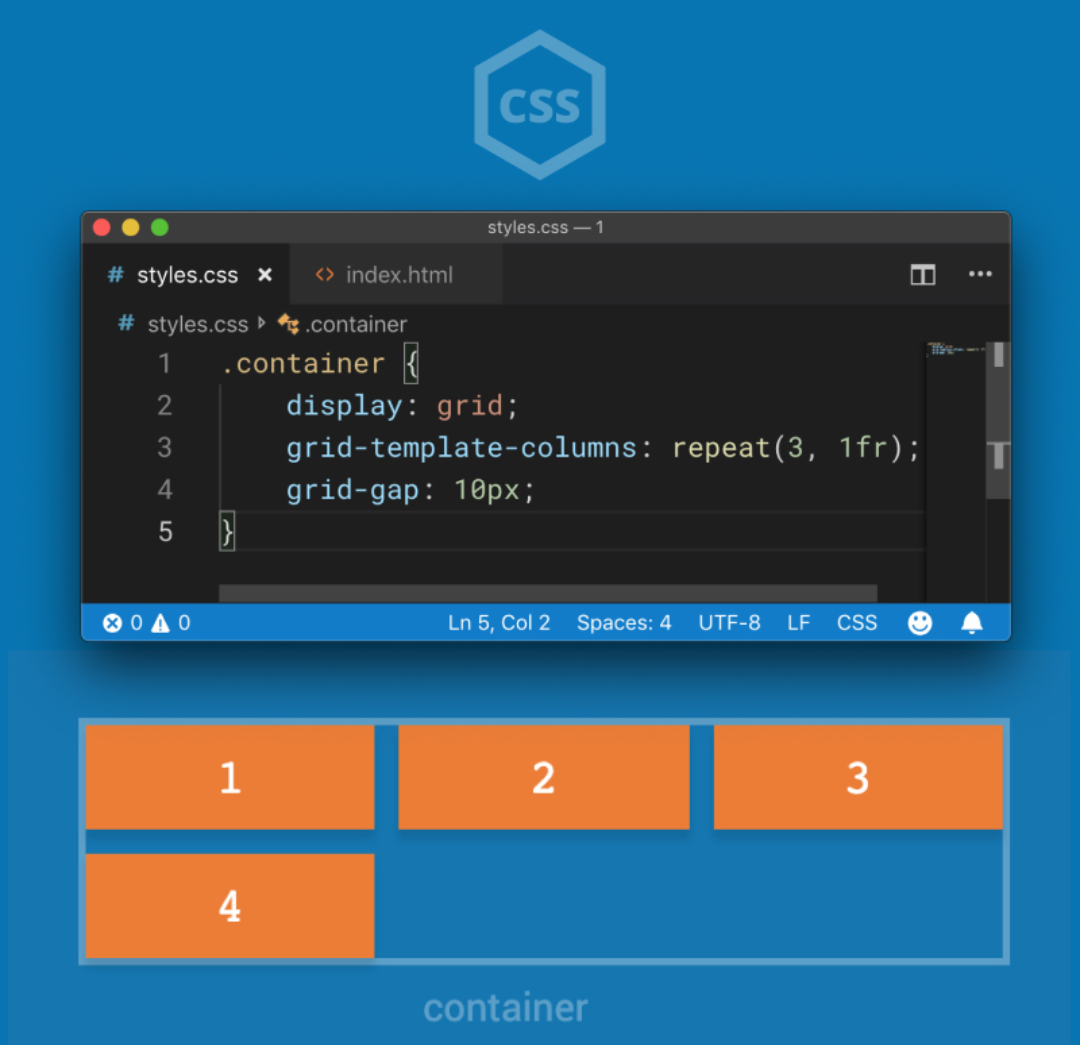 CSS
styles.css — 1
# styles.css × <> index.html ...
# styles.css .container
1 .container {
2     display: grid;
3     grid-template-columns: repeat(3, 1fr);
4     grid-gap: 10px;
5 }
0 0 Ln 5, Col 2 Spaces: 4 UTF-8 LF CSS
1 2 3
4
container